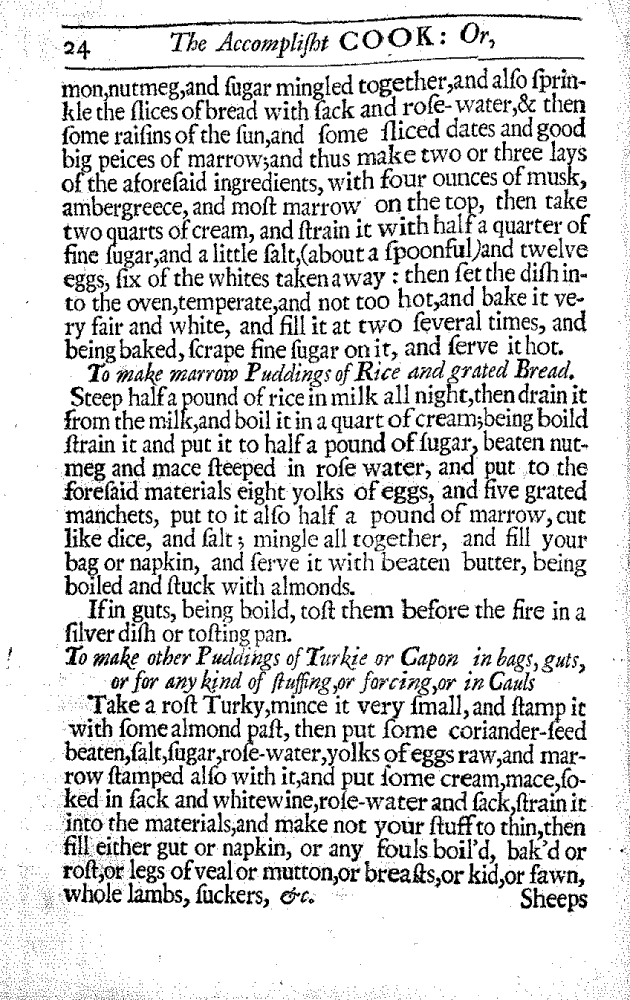 24 The Accompliſht COOK: Or,
mon,nutmeg,and ſugar mingled together,and alſo ſprin-
kle the ſlices of bread with ſack and roſe-water,& then
ſome raiſins of the ſun,and ſome ſliced dates and good
big peices of marrow;and thus make two or three lays
of the aforeſaid ingredients, with four ounces of musk,
ambergreece, and moſt marrow on the top, then take
two quarts of cream, and ſtrain it with half a quarter of
fine ſugar,and a little ſalt,(about a ſpoonful)and twelve
eggs, ſix of the whites taken away : then ſet the diſh in-
to the oven,temperate,and not too hot,and bake it ve-
ry fair and white, and fill it at two ſeveral times, and
being baked, ſcrape fine ſugar on it, and ſerve it hot.
To make marrow Puddings of Rice and grated Bread.
Steep half a pound of rice in milk all night,then drain it
from the milk,and boil it in a quart of cream;being boild
ſtrain it and put it to half a pound of ſugar, beaten nut-
meg and mace ſteeped in roſe water, and put to the
foreſaid materials eight yolks of eggs, and five grated
manchets, put to it alſo half a pound of marrow, cut
like dice, and ſalt ; mingle all together, and fill your
bag or napkin, and ſerve it with beaten butter, being
boiled and ſtuck with almonds.
If in guts, being boild, toſt them before the fire in a
ſilver diſh or toſting pan.
To make other Puddings of Turkie or Capon in bags, guts,
or for any kind of ſtuffing,or forcing,or in Cauls
Take a roſt Turky,mince it very ſmall, and ſtamp it
with ſome almond paſt, then put ſome coriander-ſeed
beaten,ſalt,ſugar,roſe-water,yolks of eggs raw,and mar-
row ſtamped alſo with it,and put ſome cream,mace,ſo-
ked in ſack and whitewine,roſe-water and ſack,ſtrain it
into the materials,and make not your ſtuff to thin,then
fill either gut or napkin, or any fouls boil'd, bak'd or
roſt,or legs of veal or mutton,or breaſts,or kid,or fawn,
whole lambs, ſuckers, &c. Sheeps